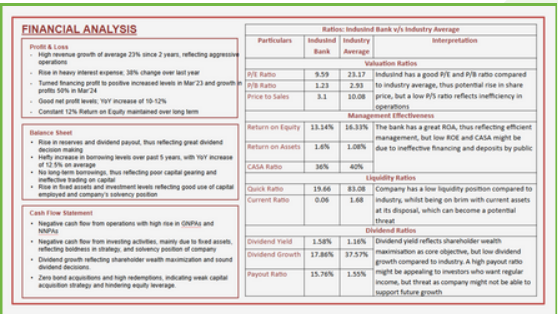 FINANCIAL ANALYSIS
Profit & Loss
- High revenue growth of average 23% since 2 years, reflecting aggressive
operations
- Rise in heavy interest expense; 38% change over last year
- Turned financing profit to positive increased levels in Mar'23 and growth in
profits 50% in Mar'24
- Good net profit levels; YoY increase of 10-12%
- Constant 12% Return on Equity maintained over long term
Balance Sheet
• Rise in reserves and dividend payout, thus reflecting great dividend
decision making
• Hefty increase in borrowing levels over past 5 years, with YoY increase
of 12.5% on average
• No long-term borrowings, thus reflecting poor capital gearing and
ineffective trading on capital
• Rise in fixed assets and investment levels reflecting good use of capital
employed and company's solvency position
Cash Flow Statement
• Negative cash flow from operations with high rise in GNPAs and
NNPAs
• Negative cash flow from investing activities, mainly due to fixed assets,
reflecting boldness in strategy, and solvency position of company
• Dividend growth reflecting shareholder wealth maximization and sound
dividend decisions.
• Zero bond acquisitions and high redemptions, indicating weak capital
acquisition strategy and hindering equity leverage.
Ratios: IndusInd Bank v/s Industry Average
Particulars IndusInd Bank Industry Average Interpretation
Valuation Ratios
P/E Ratio 9.59 23.17
P/B Ratio 1.23 2.93
Price to Sales 3.1 10.08
IndusInd has a good P/E and P/B ratio compared
to industry average, thus potential rise in share
price, but a low P/S ratio reflects inefficiency in
operations
Management Effectiveness
Return on Equity 13.14% 16.33%
Return on Assets 1.6% 1.08%
CASA Ratio 36% 40%
The bank has a great ROA, thus reflecting efficient
management, but low ROE and CASA might be
due to ineffective financing and deposits by public
Liquidity Ratios
Quick Ratio 19.66 83.08
Current Ratio 0.06 1.68
Company has a low liquidity position compared to
industry, whilst being on brim with current assets
at its disposal, which can become a potential
threat
Dividend Ratios
Dividend Yield 1.58% 1.16%
Dividend Growth 17.86% 37.57%
Payout Ratio 15.76% 1.55%
Dividend yield reflects shareholder wealth
maximisation as core objective, but low dividend
growth compared to industry. A high payout ratio
might be appealing to investors who want regular
income, but threat as company might not be able to
support future growth